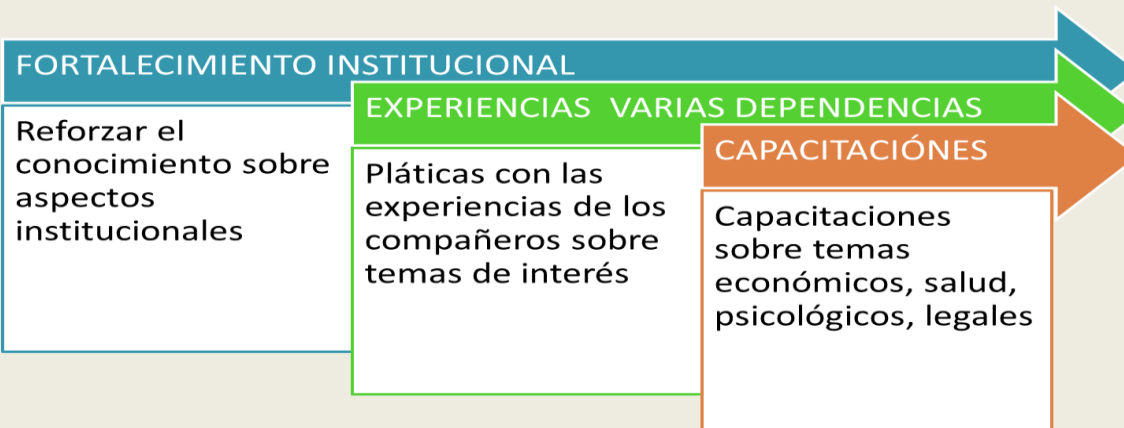 FORTALECIMIENTO INSTITUCIONAL
Reforzar el
conocimiento sobre
aspectos
institucionales
EXPERIENCIAS  VARIAS DEPENDENCIAS
Pláticas con las
experiencias de los
compañeros sobre
temas de interés
CAPACITACIÓNES
Capacitaciones
sobre temas
económicos, salud,
psicológicos, legales